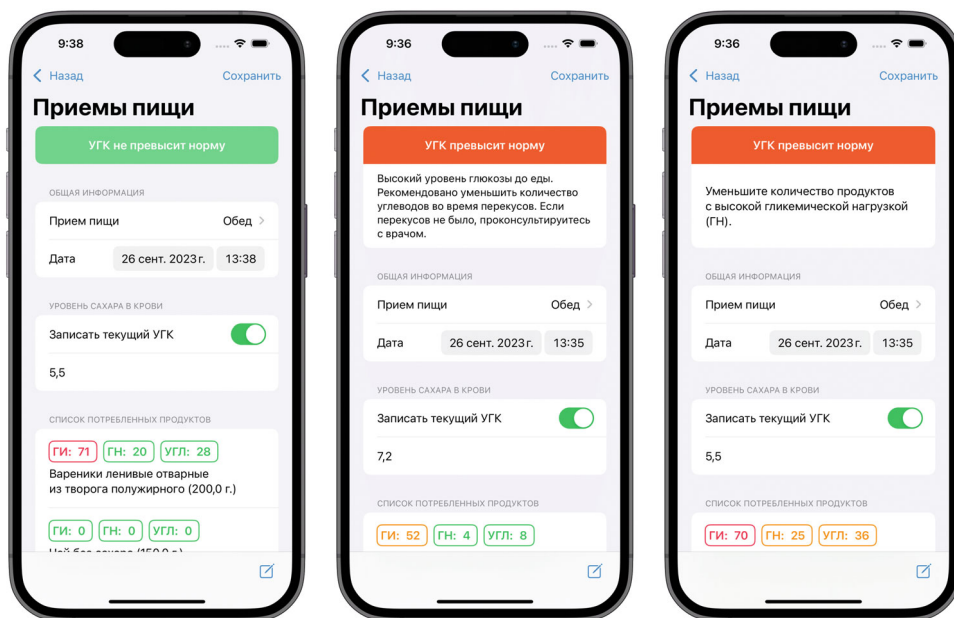 9:38
Назад Сохранить
Приемы пищи
УГК не превысит норму
ОБЩАЯ ИНФОРМАЦИЯ
Прием пищи Обед
Дата 26 сент. 2023 г. 13:38
УРОВЕНЬ САХАРА В КРОВИ
Записать текущий УГК
5,5
СПИСОК ПОТРЕБЛЕННЫХ ПРОДУКТОВ
ГИ: 71 ГН: 20 УГЛ: 28
Вареники ленивые отварные
из творога полужирного (200,0 г.)
ГИ: 0 ГН: 0 УГЛ: 0
9:36
Назад Сохранить
Приемы пищи
УГК превысит норму
Высокий уровень глюкозы до еды.
Рекомендовано уменьшить количество
углеводов во время перекусов. Если
перекусов не было, проконсультируитесь
с врачом.
ОБЩАЯ ИНФОРМАЦИЯ
Прием пищи Обед
Дата 26 сент. 2023 г. 13:35
УРОВЕНЬ САХАРА В КРОВИ
Записать текущий УГК
7,2
СПИСОК ПОТРЕБЛЕННЫХ ПРОДУКТОВ
ГИ: 52 ГН: 4 УГЛ: 8
9:36
Назад Сохранить
Приемы пищи
УГК превысит норму
Уменьшите количество продуктов
с высокой гликемической нагрузкой
(ГН).
ОБЩАЯ ИНФОРМАЦИЯ
Прием пищи Обед
Дата 26 сент. 2023 г. 13:35
УРОВЕНЬ САХАРА В КРОВИ
Записать текущий УГК
5,5
СПИСОК ПОТРЕБЛЕННЫХ ПРОДУКТОВ
ГИ: 70 ГН: 25 УГЛ: 36